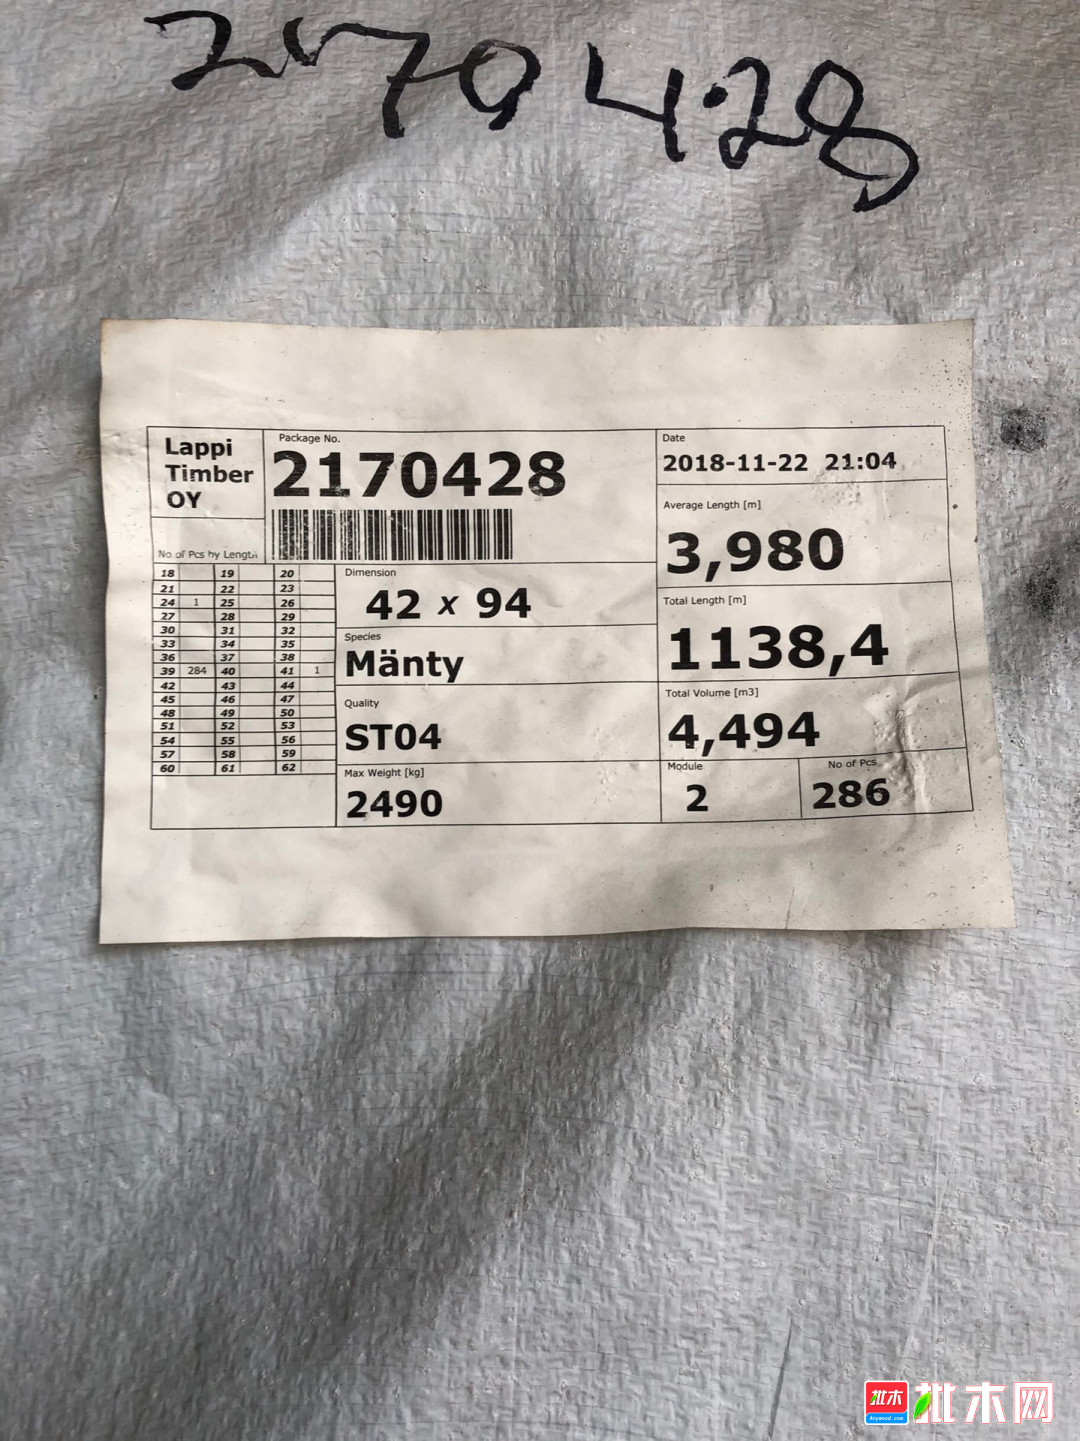 2170428
Lappi
Timber
OY
Package No.
2170428
Date
2018-11-22 21:04
Average Length [m]
3,980
No of Pcs by Length
18 19 20
21 22 23
24 1 25 26
27 28 29
30 31 32
33 34 35
36 37 38
39 284 40 41 1
42 43 44
45 46 47
48 49 50
51 52 53
54 55 56
57 58 59
60 61 62
Dimension
42 x 94
Species
Mänty
Quality
ST04
Max Weight [kg]
2490
Total Length [m]
1138,4
Total Volume [m3]
4,494
Module
2
No of Pcs
286
批木
Anywood.com
批木网